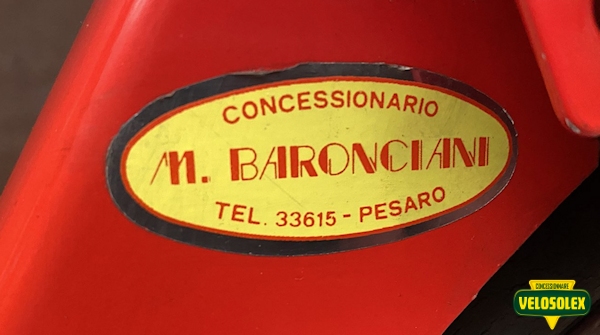 CONCESSIONARIO
M. BARONCIANI
TEL. 33615 - PESARO
CONCESSIONNAIRE
VELOSOLEX